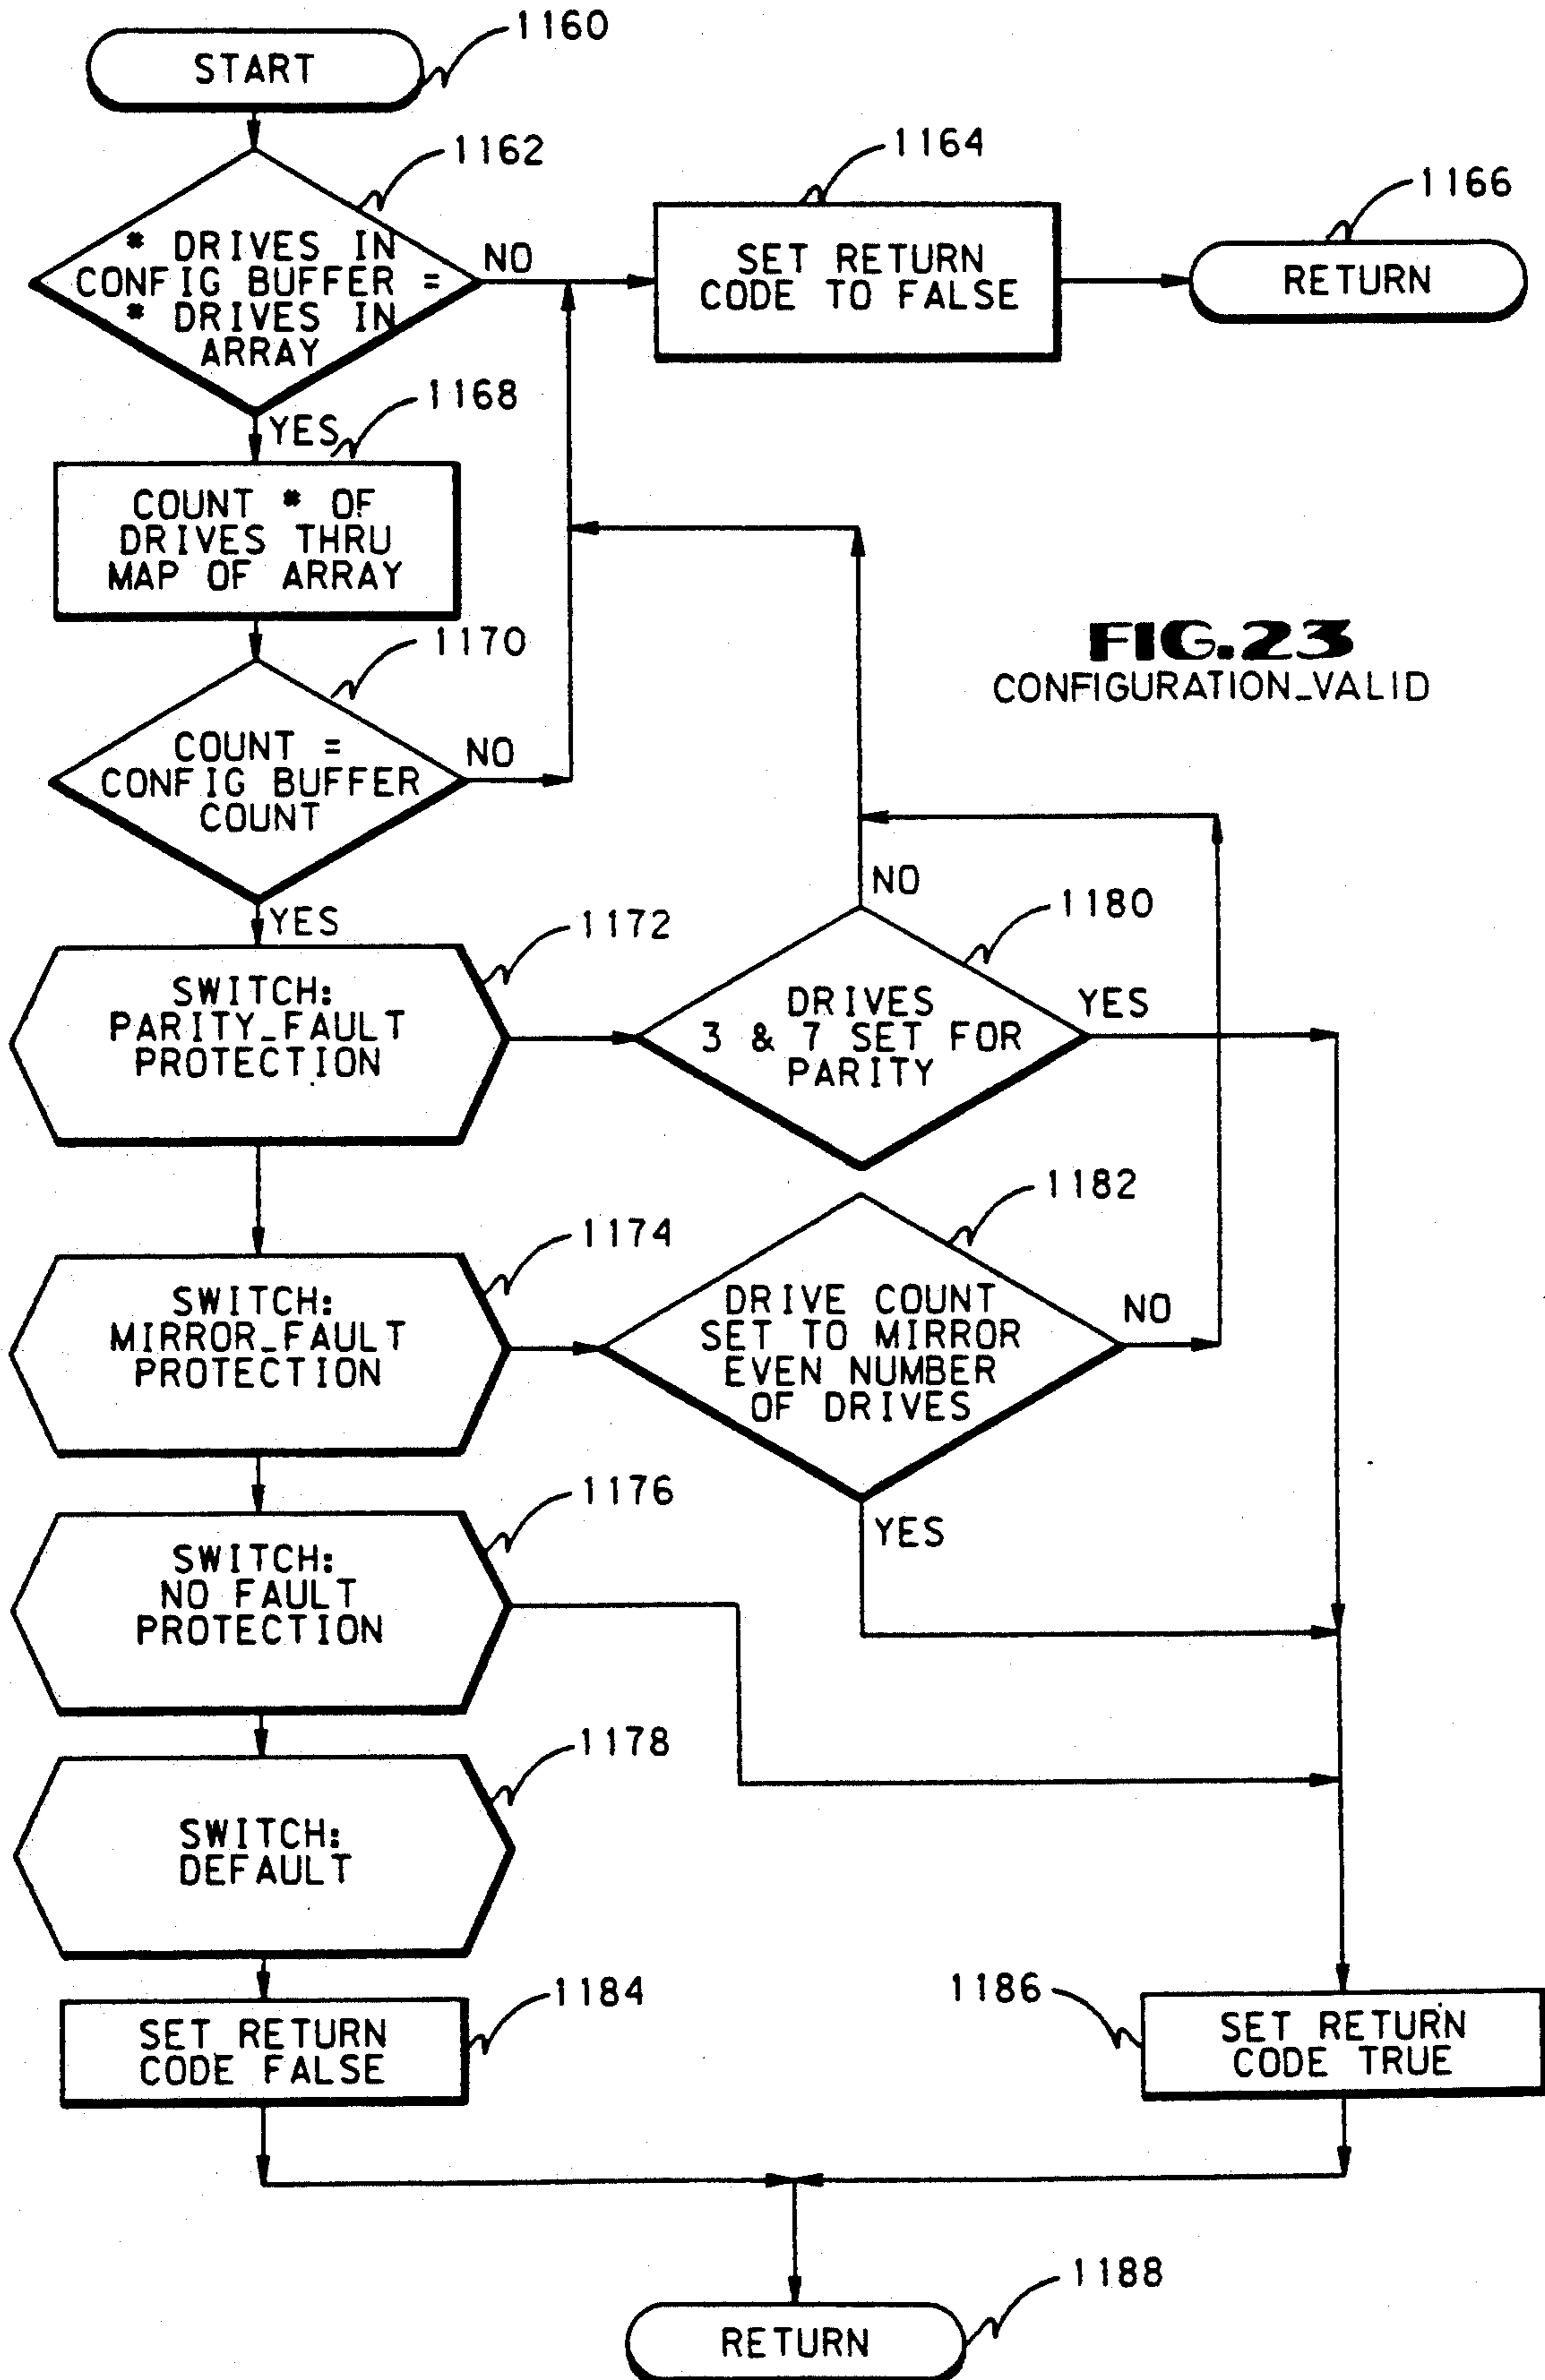 START
1160
1162
* DRIVES IN
CONFIG BUFFER =
* DRIVES IN
ARRAY
NO
1164
SET RETURN
CODE TO FALSE
1166
RETURN
YES
1168
COUNT * OF
DRIVES THRU
MAP OF ARRAY
1170
COUNT =
CONFIG BUFFER
COUNT
NO
FIG.23
CONFIGURATION_VALID
YES
1172
SWITCH:
PARITY_FAULT
PROTECTION
NO
1180
DRIVES
3 & 7 SET FOR
PARITY
YES
1174
SWITCH:
MIRROR_FAULT
PROTECTION
1182
DRIVE COUNT
SET TO MIRROR
EVEN NUMBER
OF DRIVES
NO
YES
1176
SWITCH:
NO FAULT
PROTECTION
1178
SWITCH:
DEFAULT
1184
SET RETURN
CODE FALSE
1186
SET RETURN
CODE TRUE
1188
RETURN